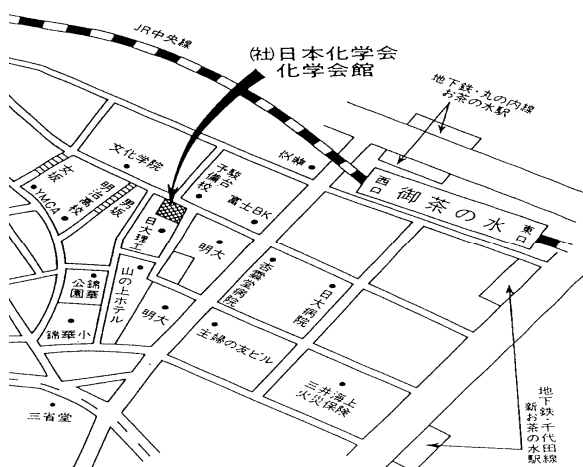 JR中央線
(社)日本化学会
化学会館
地下鉄・丸の内線
お茶の水駅
文化学院
駿台
予備校
富士BK
交番
西口
御茶の水
東口
女坂
YMCA
明治高校
男坂
日大理工
明大
杏雲堂病院
日大病院
錦華
公園
山の上ホテル
明大
錦華小
主婦の友ビル
三井海上
火災保険
三省堂
地下鉄・千代田線
新お茶の水駅